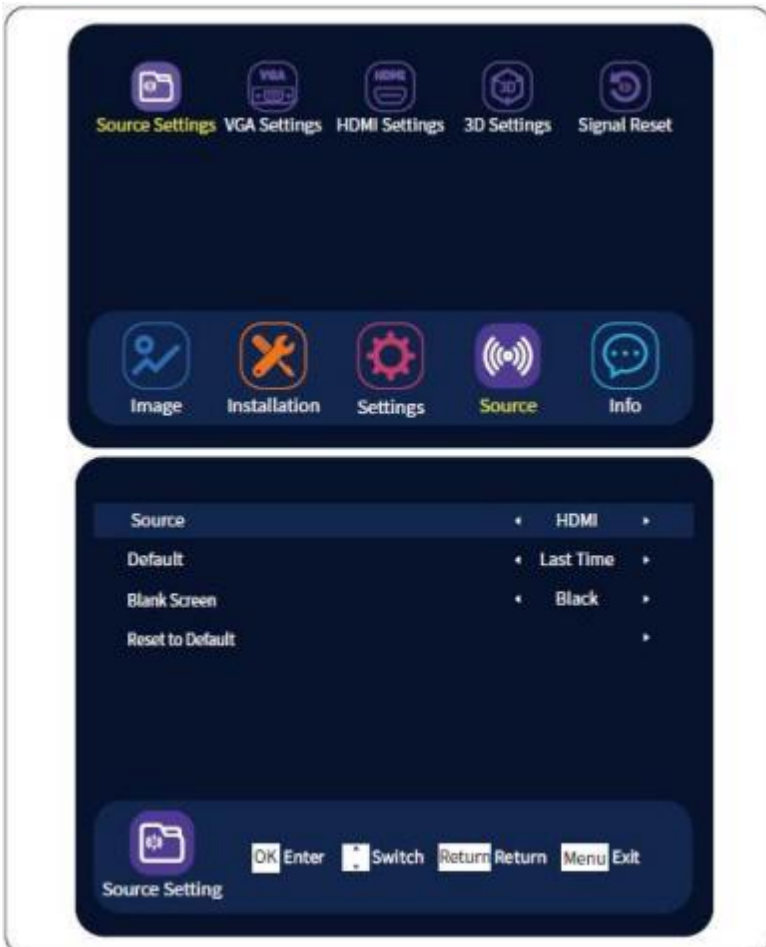 VGA
HDMI
3D
Source Settings VGA Settings HDMI Settings 3D Settings Signal Reset
Image Installation Settings Source Info
Source HDMI
Default Last Time
Blank Screen Black
Reset to Default
OK Enter Switch Return Return Menu Exit
Source Setting